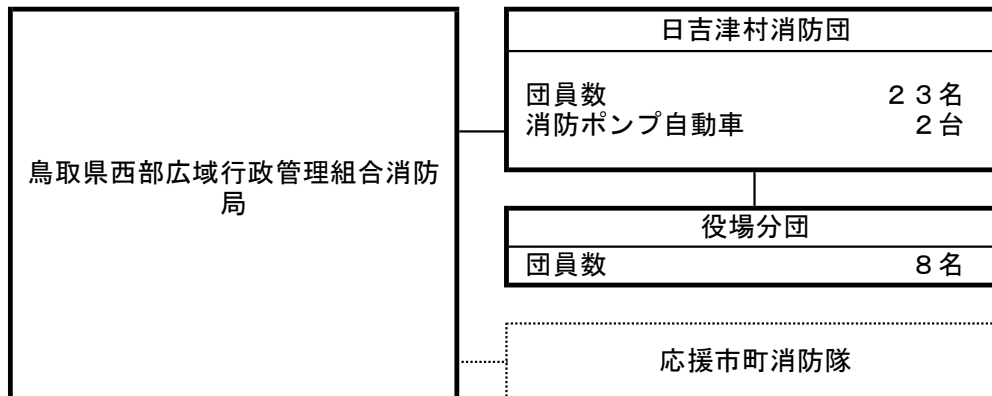 鳥取県西部広域行政管理組合消防
局
日吉津村消防団
団員数 ２３名
消防ポンプ自動車 ２台
役場分団
団員数 ８名
応援市町消防隊